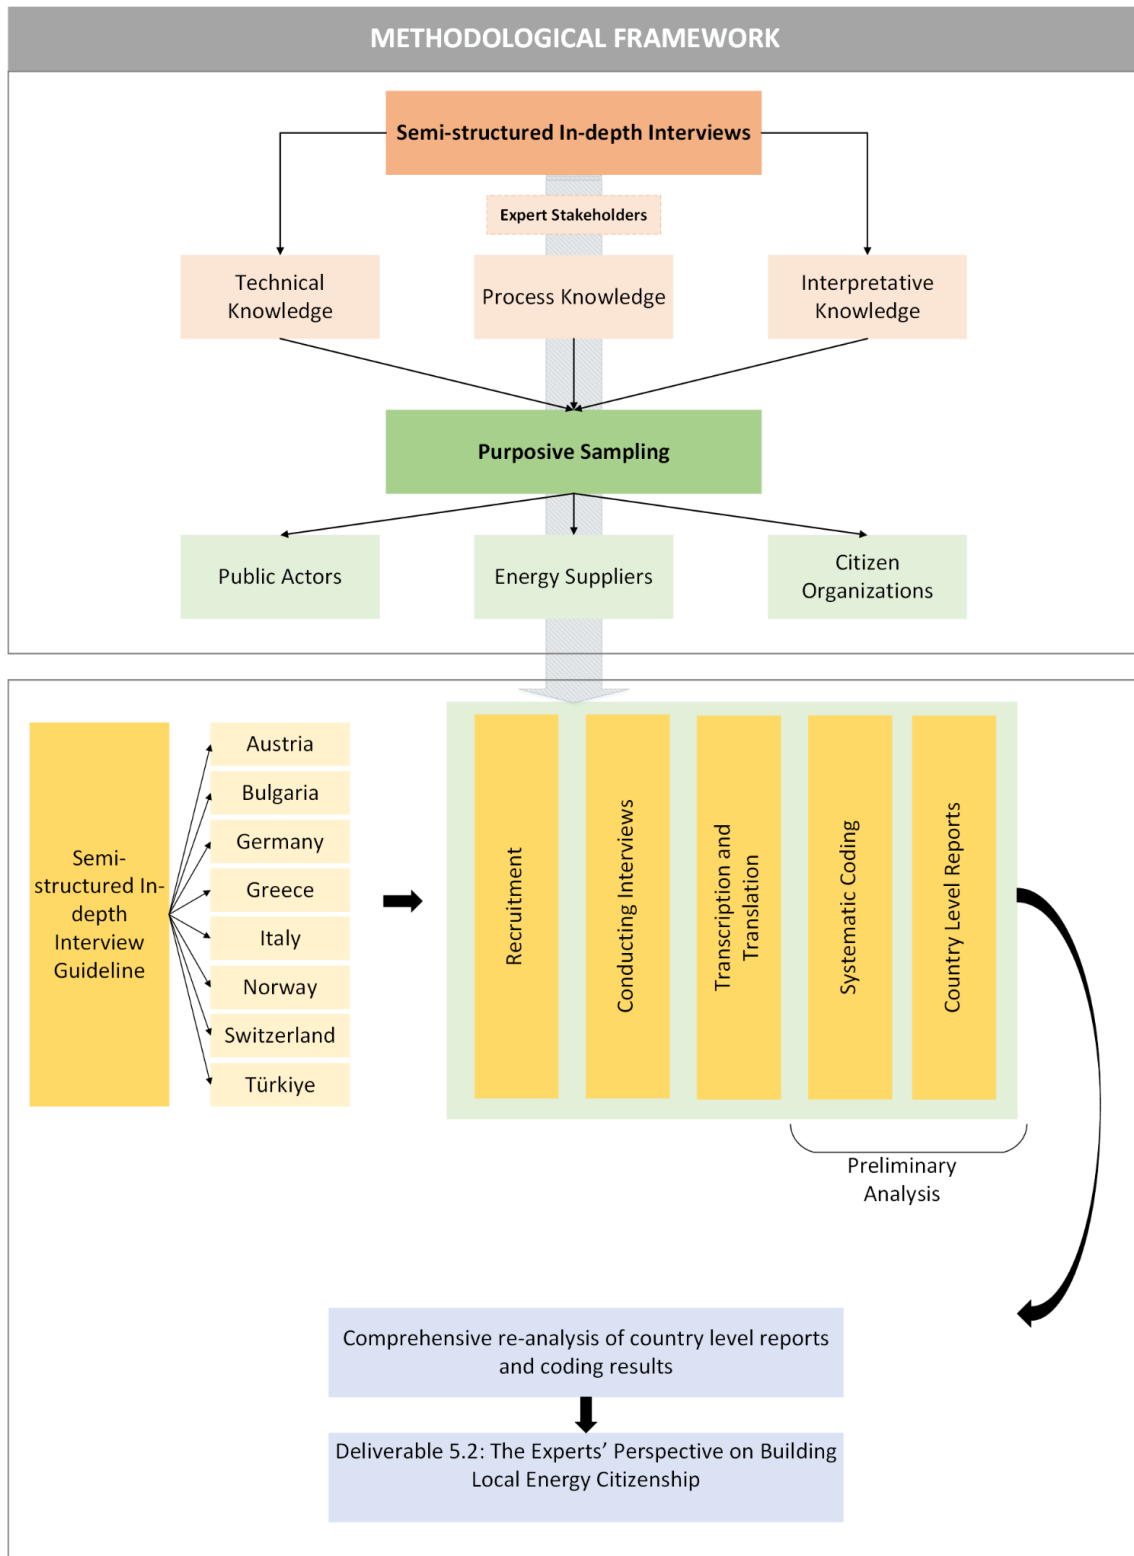 METHODOLOGICAL FRAMEWORK
Semi-structured In-depth Interviews
Expert Stakeholders
Technical
Knowledge
Process Knowledge
Interpretative
Knowledge
Purposive Sampling
Public Actors
Energy Suppliers
Citizen
Organizations
Semi-
structured In-
depth
Interview
Guideline
Austria
Bulgaria
Germany
Greece
Italy
Norway
Switzerland
Türkiye
Recruitment
Conducting Interviews
Transcription and
Translation
Systematic Coding
Country Level Reports
Preliminary
Analysis
Comprehensive re-analysis of country level reports
and coding results
Deliverable 5.2: The Experts’ Perspective on Building
Local Energy Citizenship